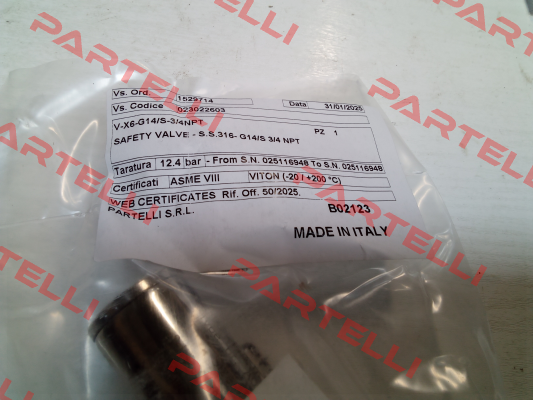 Vs. Ord. 1529714 Data 31/01/2025
Vs. Codice 023022603
V-X6-G14/S-3/4NPT
SAFETY VALVE - S.S.316- G14/S 3/4 NPT PZ 1
Taratura 12.4 bar - From S.N. 025116948 To S.N. 025116948
Certificati ASME VIII VITON (-20 / +200 °C)
WEB CERTIFICATES Rif. Off. 50/2025.
PARTELLI S.R.L. B02123
MADE IN ITALY
PARTELLI
PARTELLI
PARTELLI
PARTELLI
PARTELLI